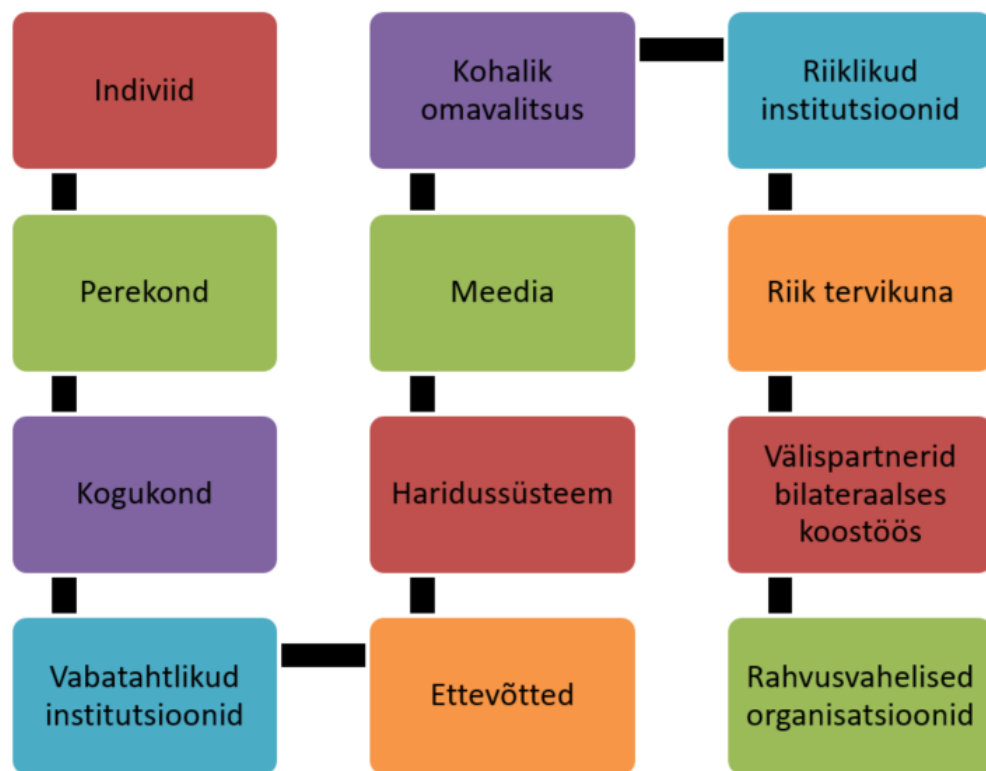 Indiviid
Perekond
Kogukond
Vabatahtlikud
institutsioonid
Ettevõtted
Haridussüsteem
Meedia
Kohalik
omavalitsus
Riiklikud
institutsioonid
Riik tervikuna
Välispartnerid
bilateraalses
koostöös
Rahvusvahelised
organisatsioonid